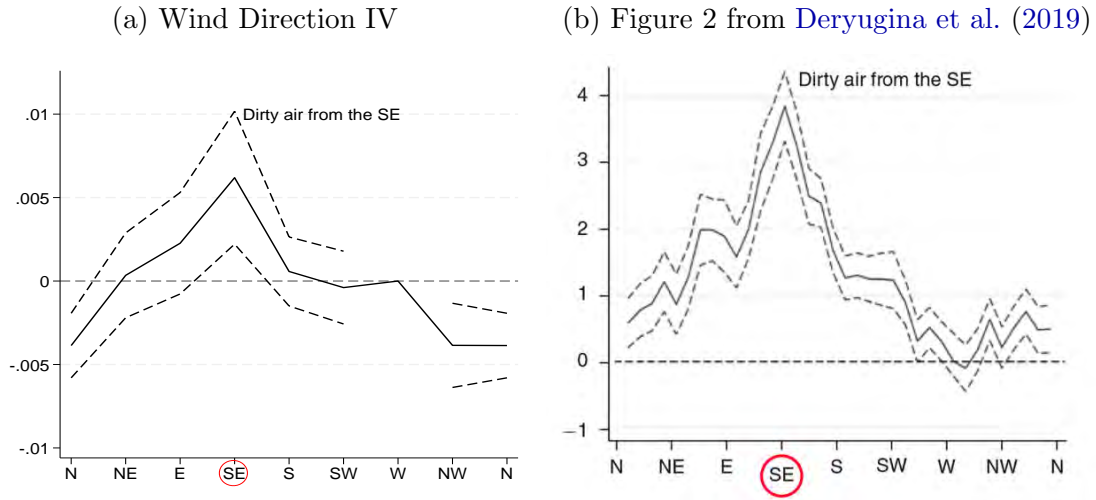 (a) Wind Direction IV
(b) Figure 2 from Deryugina et al. (2019)
Dirty air from the SE
.01
.005
0
-.005
-.01
N NE E SE S SW W NW N
Dirty air from the SE
4
3
2
1
0
−1
N NE E SE S SW W NW N